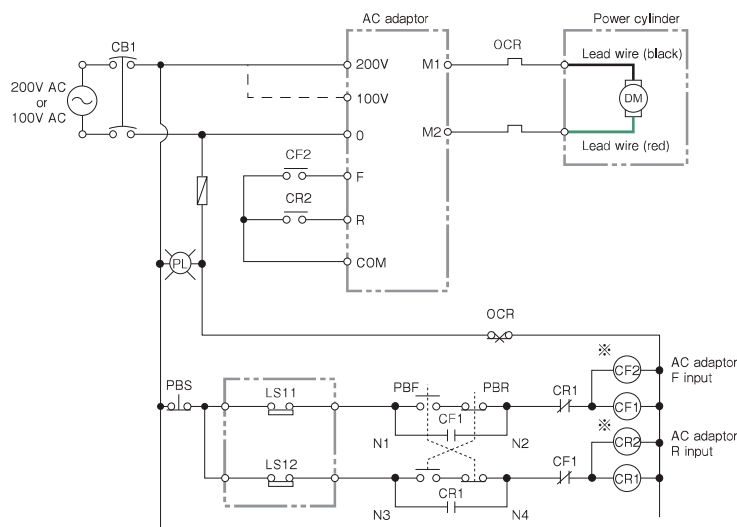 AC adaptor
Power cylinder
CB1
OCR
Lead wire (black)
200V
M1
200V AC
or
100V AC
100V
DM
0
M2
Lead wire (red)
CF2
F
CR2
R
PL
COM
OCR
※
CF2
AC adaptor
F input
PBS
LS11
PBF
PBR
CR1
CF1
CF1
N1
N2
※
CR2
AC adaptor
R input
LS12
CF1
CR1
CR1
N3
N4